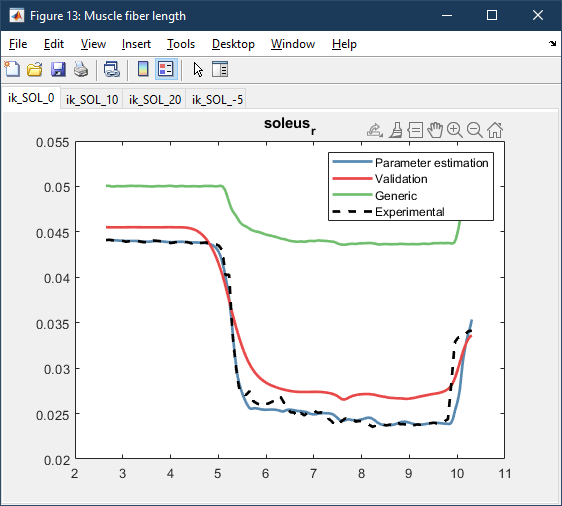 Figure 13: Muscle fiber length
File Edit View Insert Tools Desktop Window Help
ik_SOL_0 ik_SOL_10 ik_SOL_20 ik_SOL_-5
soleus_r
0.055
0.05
0.045
0.04
0.035
0.03
0.025
0.02
Parameter estimation
Validation
Generic
Experimental
2 3 4 5 6 7 8 9 10 11